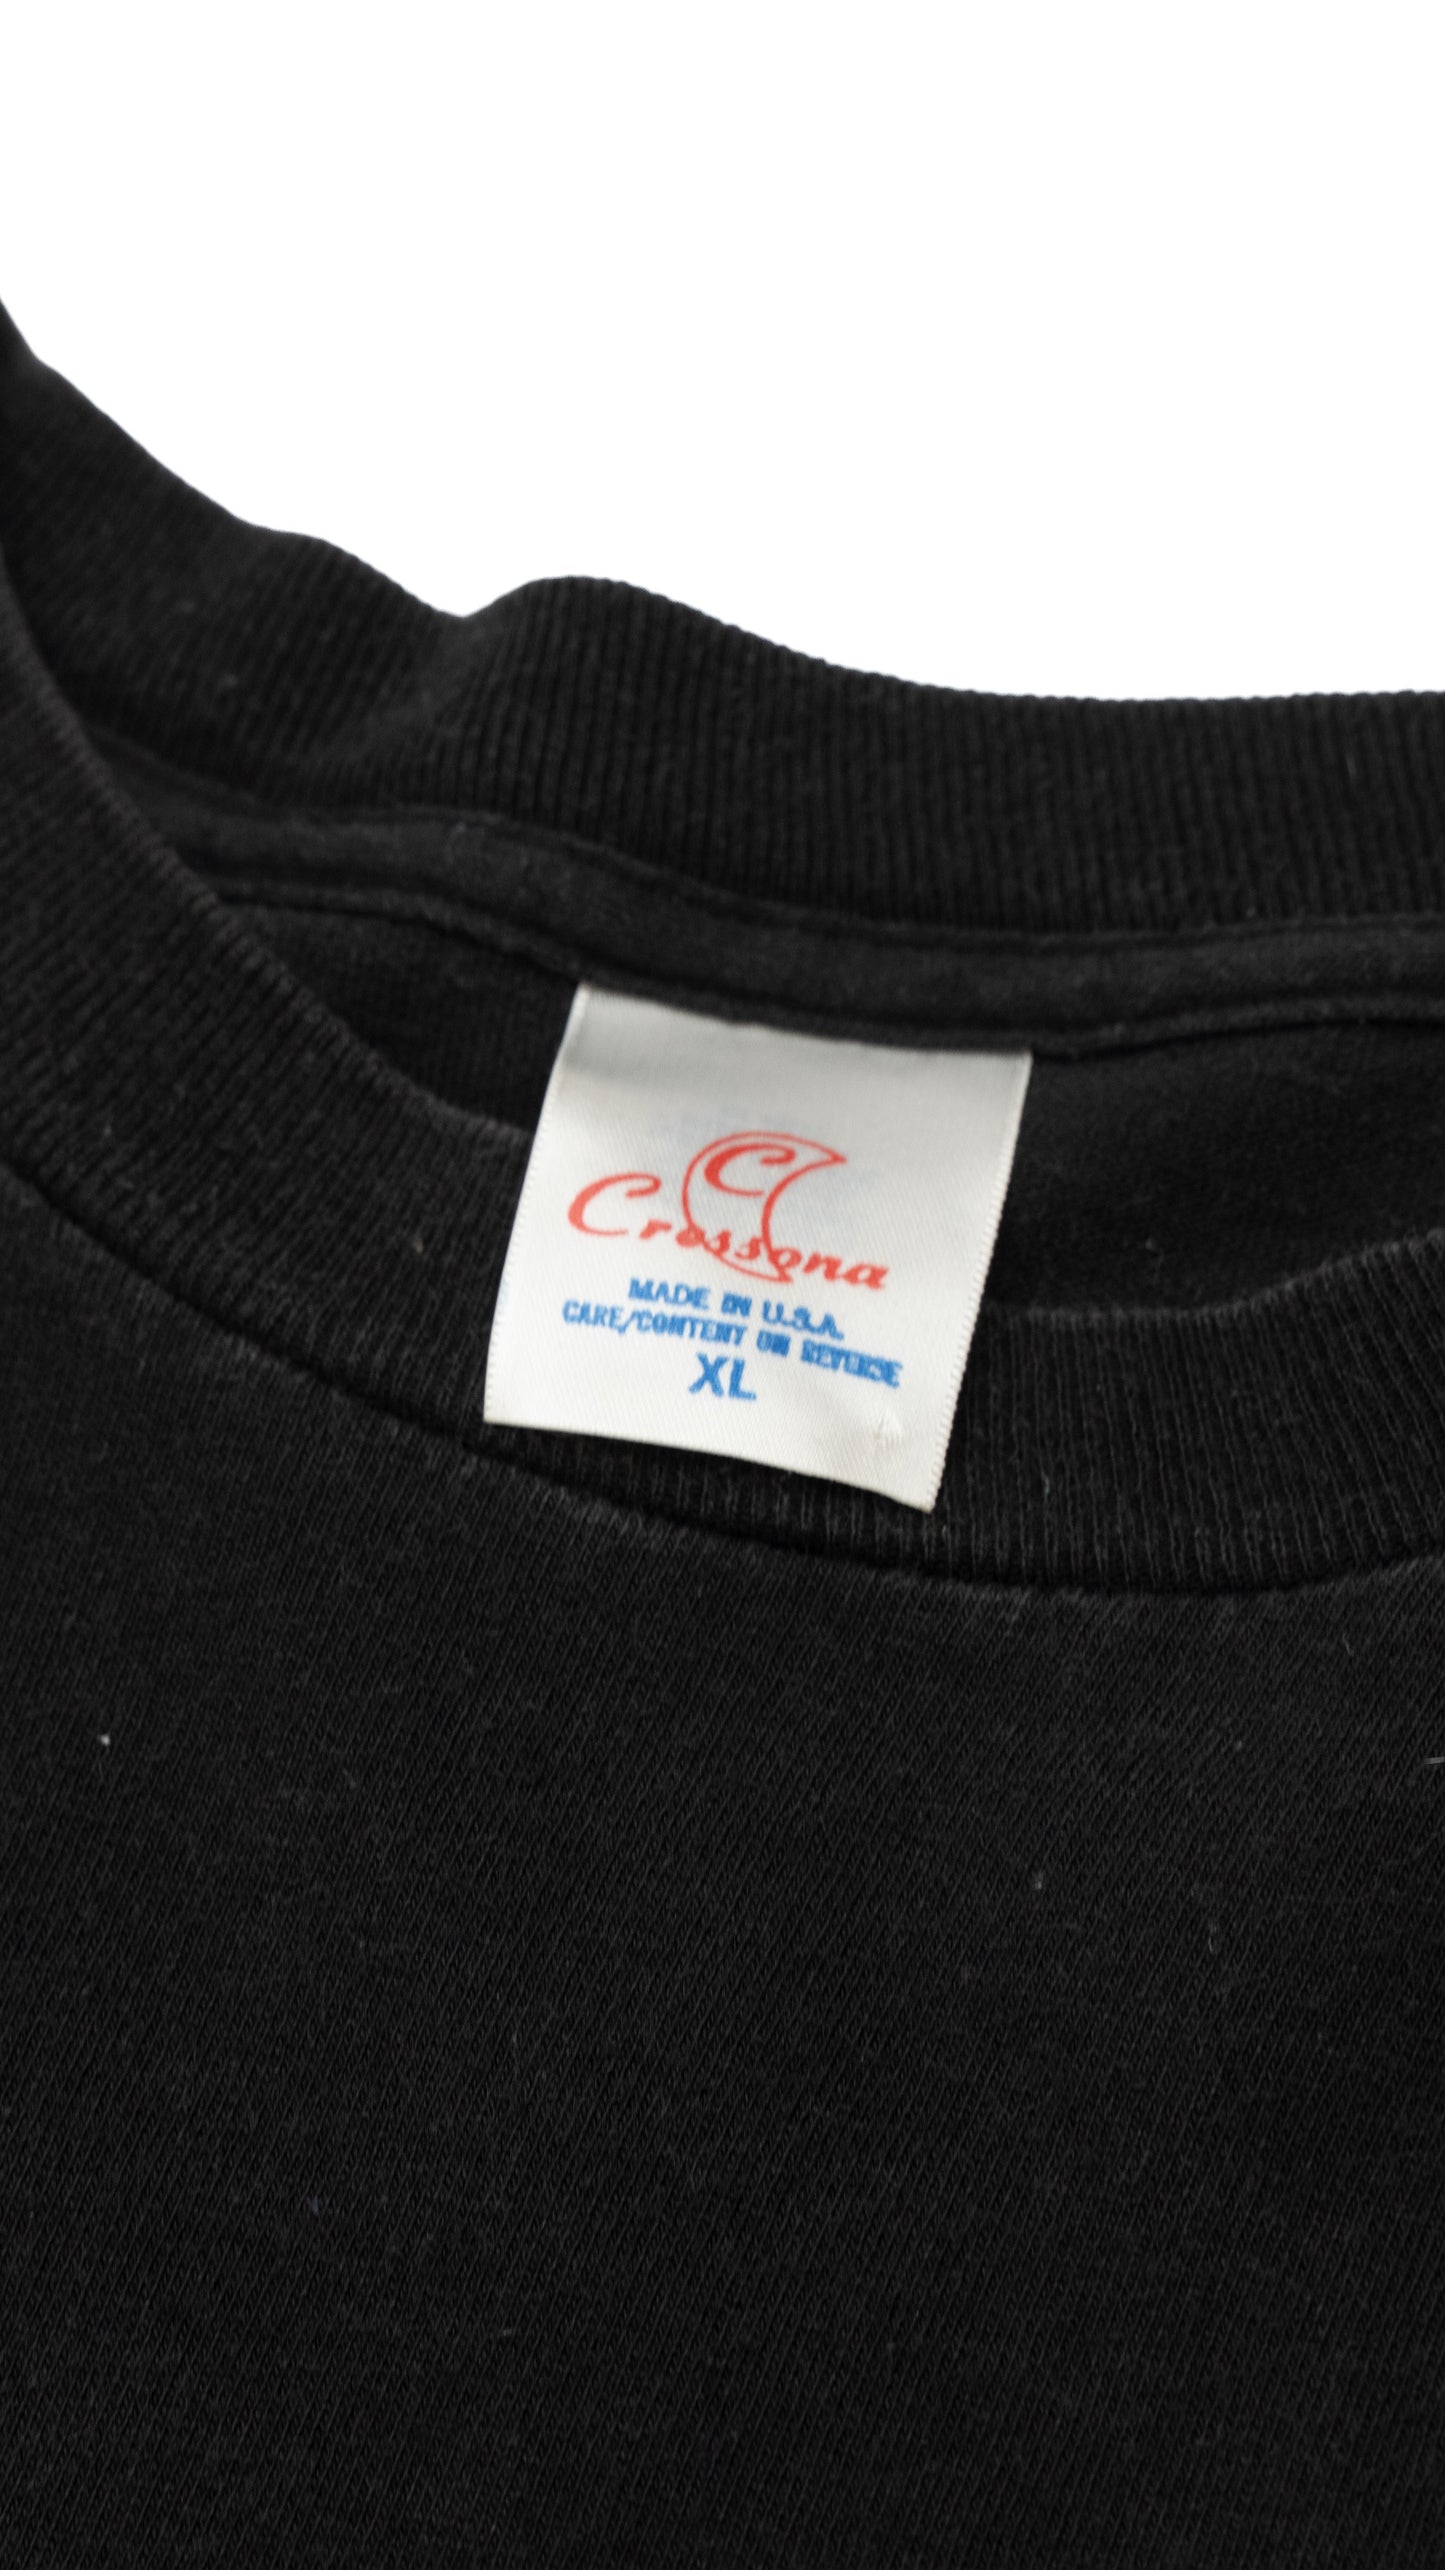 C
Crossona
MADE IN U.S.A.
CARE/CONTENT ON REVERSE
XL